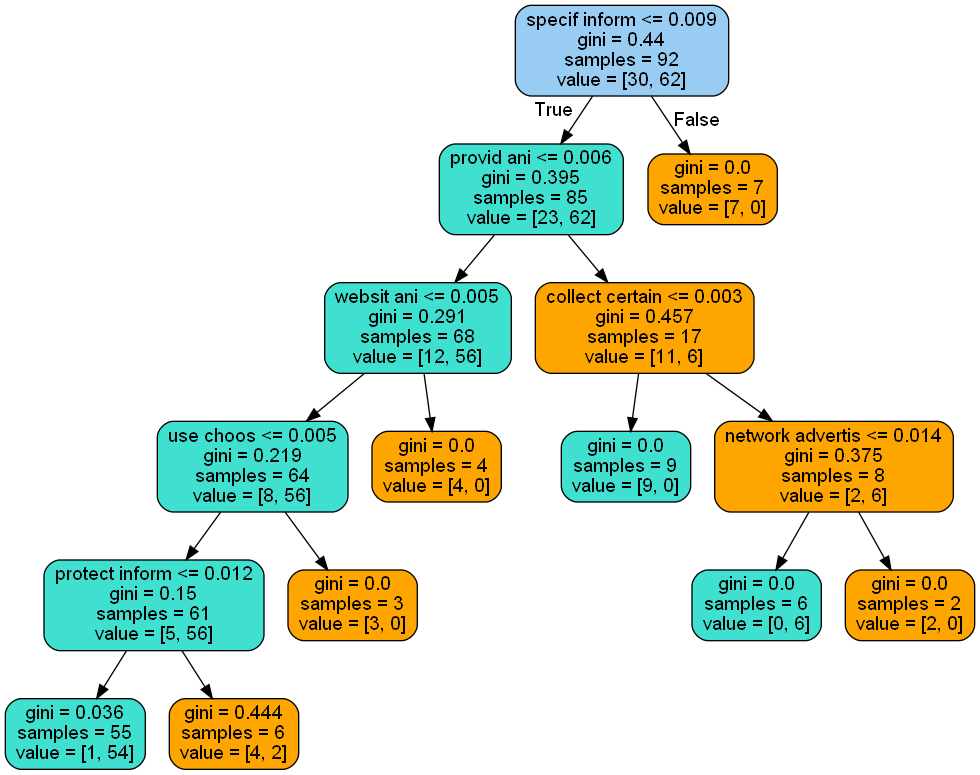 specif inform <= 0.009
gini = 0.44
samples = 92
value = [30, 62]
True
False
provid ani <= 0.006
gini = 0.395
samples = 85
value = [23, 62]
gini = 0.0
samples = 7
value = [7, 0]
websit ani <= 0.005
gini = 0.291
samples = 68
value = [12, 56]
collect certain <= 0.003
gini = 0.457
samples = 17
value = [11, 6]
use choos <= 0.005
gini = 0.219
samples = 64
value = [8, 56]
gini = 0.0
samples = 4
value = [4, 0]
gini = 0.0
samples = 9
value = [9, 0]
network advertis <= 0.014
gini = 0.375
samples = 8
value = [2, 6]
protect inform <= 0.012
gini = 0.15
samples = 61
value = [5, 56]
gini = 0.0
samples = 3
value = [3, 0]
gini = 0.0
samples = 6
value = [0, 6]
gini = 0.0
samples = 2
value = [2, 0]
gini = 0.036
samples = 55
value = [1, 54]
gini = 0.444
samples = 6
value = [4, 2]